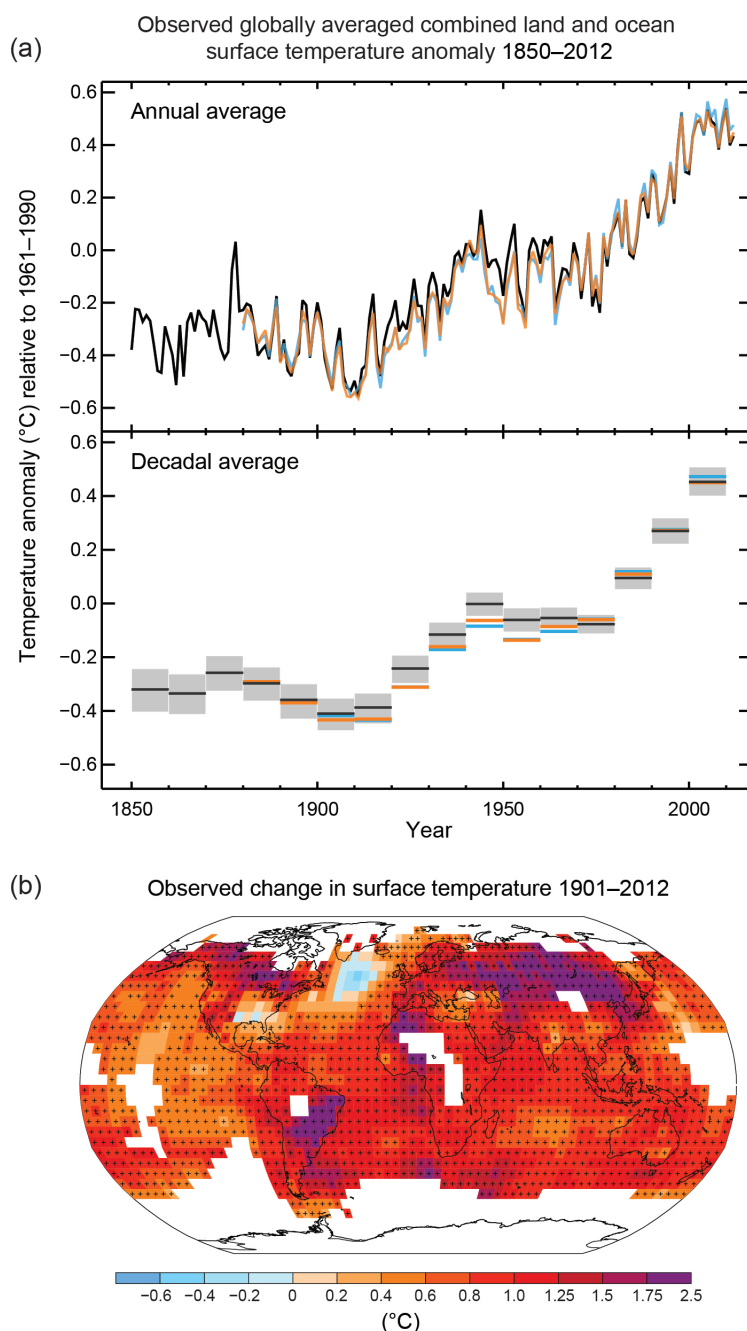 Observed globally averaged combined land and ocean
(a) surface temperature anomaly 1850–2012
Temperature anomaly (°C) relative to 1961–1990
Annual average
0.6
0.4
0.2
0.0
−0.2
−0.4
−0.6
Decadal average
0.6
0.4
0.2
0.0
−0.2
−0.4
−0.6
1850 1900 1950 2000
Year
(b) Observed change in surface temperature 1901–2012
−0.6 −0.4 −0.2 0 0.2 0.4 0.6 0.8 1.0 1.25 1.5 1.75 2.5
(°C)